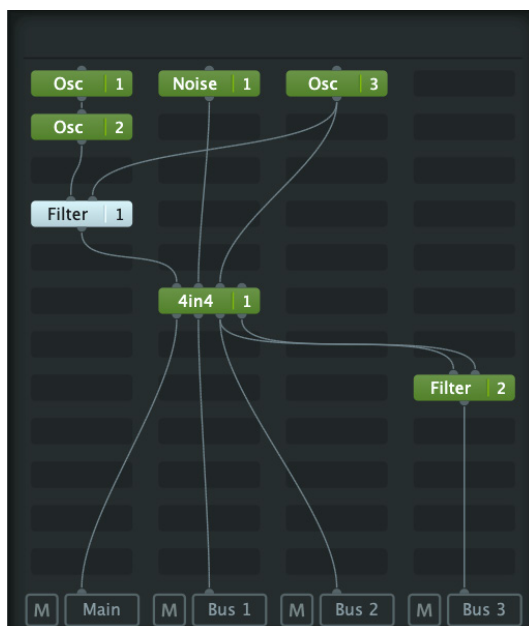 Osc 1 Noise 1 Osc 3
Osc 2
Filter 1
4in4 1
Filter 2
M Main M Bus 1 M Bus 2 M Bus 3